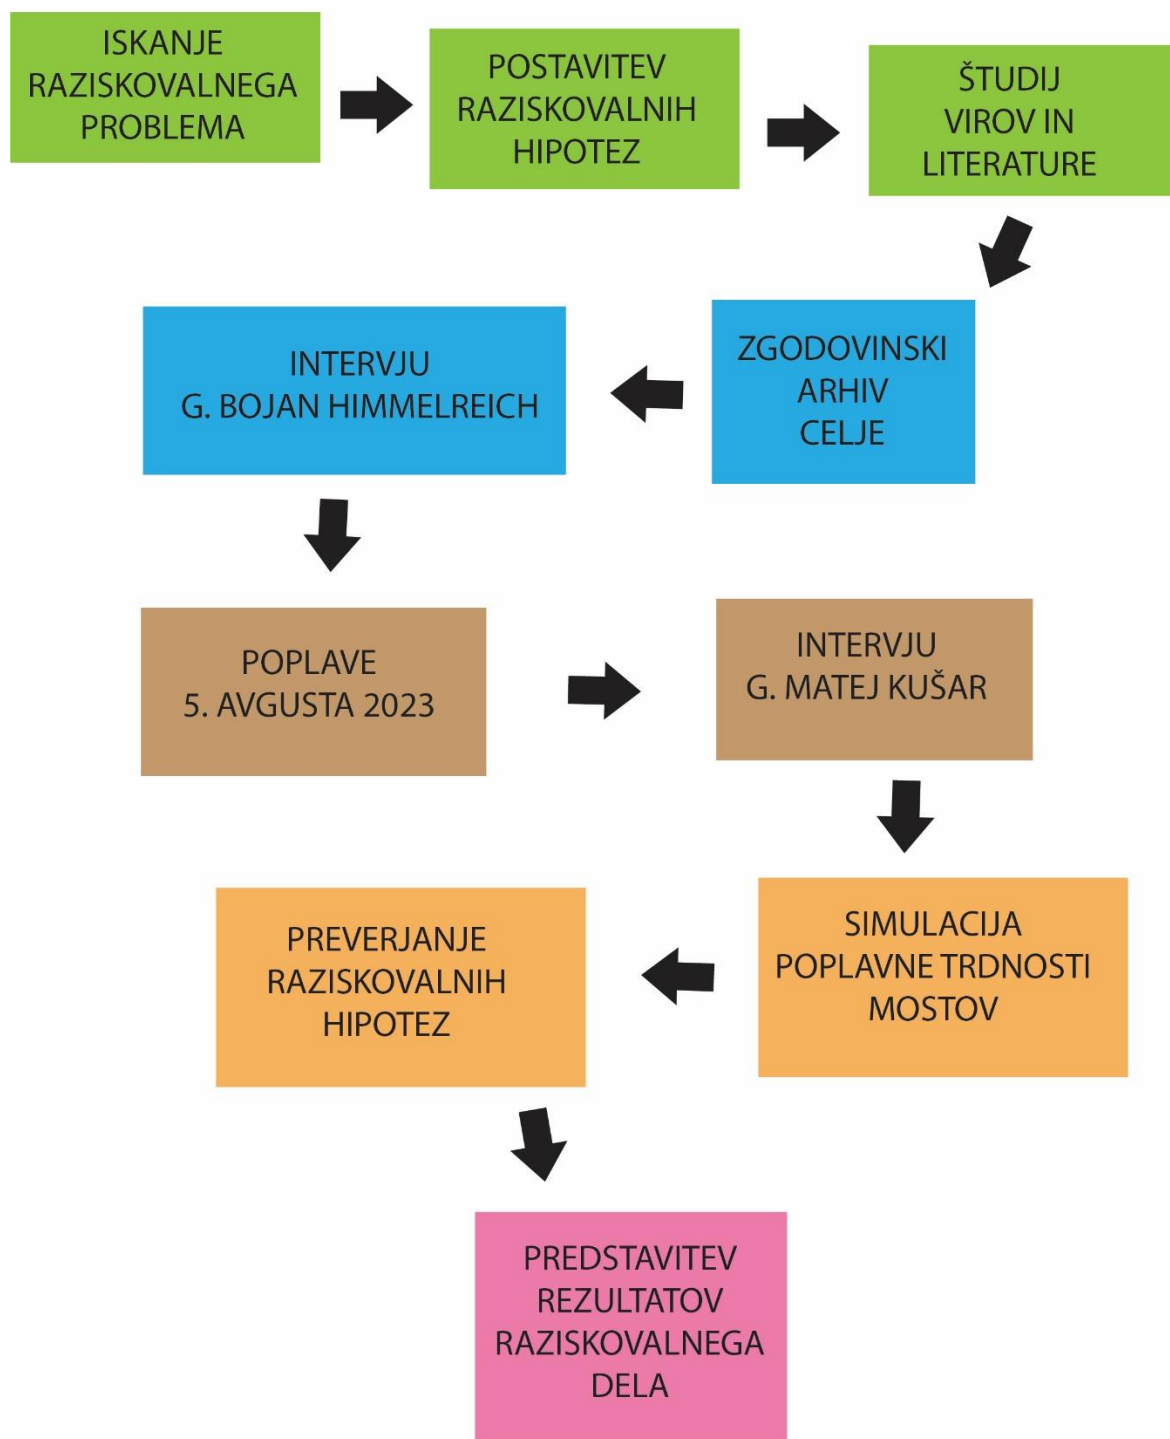 ISKANJE
RAZISKOVALNEGA
PROBLEMA
POSTAVITEV
RAZISKOVALNIH
HIPOTEZ
ŠTUDIJ
VIROV IN
LITERATURE
ZGODOVINSKI
ARHIV
CELJE
INTERVJU
G. BOJAN HIMMELREICH
POPLAVE
5. AVGUSTA 2023
INTERVJU
G. MATEJ KUŠAR
SIMULACIJA
POPLAVNE TRDNOSTI
MOSTOV
PREVERJANJE
RAZISKOVALNIH
HIPOTEZ
PREDSTAVITEV
REZULTATOV
RAZISKOVALNEGA
DELA